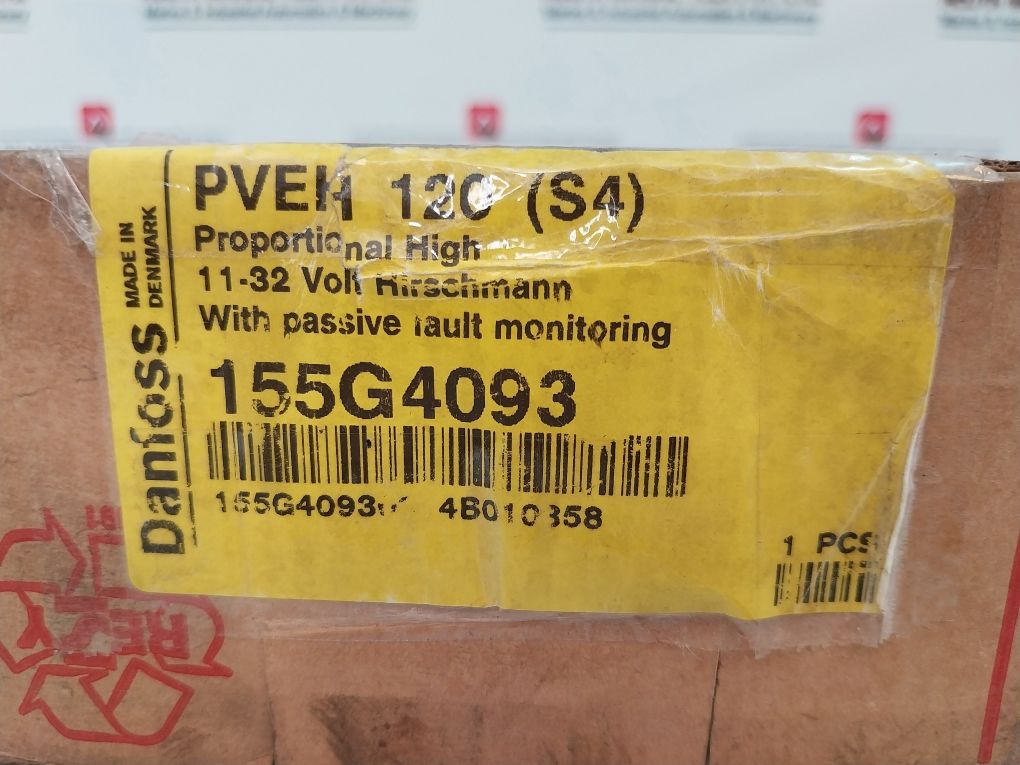 PVEH 120 (S4)
Proportional High
11-32 Volt Hirschmann
With passive fault monitoring
155G4093
4B010858
1 PCS
Danfoss
MADE IN
DENMARK